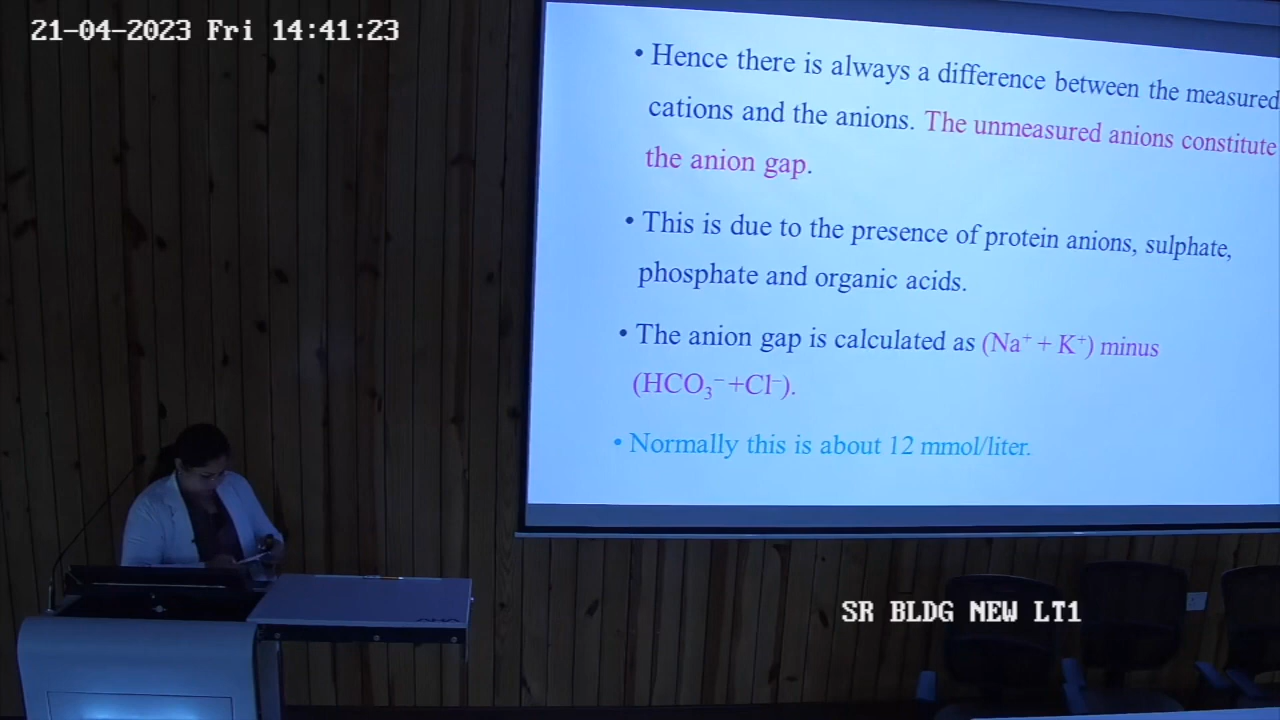 21-04-2023 Fri 14:41:23
• Hence there is always a difference between the measured
cations and the anions. The unmeasured anions constitute
the anion gap.
• This is due to the presence of protein anions, sulphate,
phosphate and organic acids.
• The anion gap is calculated as (Na⁺ + K⁺) minus
(HCO₃⁻ +Cl⁻).
• Normally this is about 12 mmol/liter.
SR BLDG NEW LT1